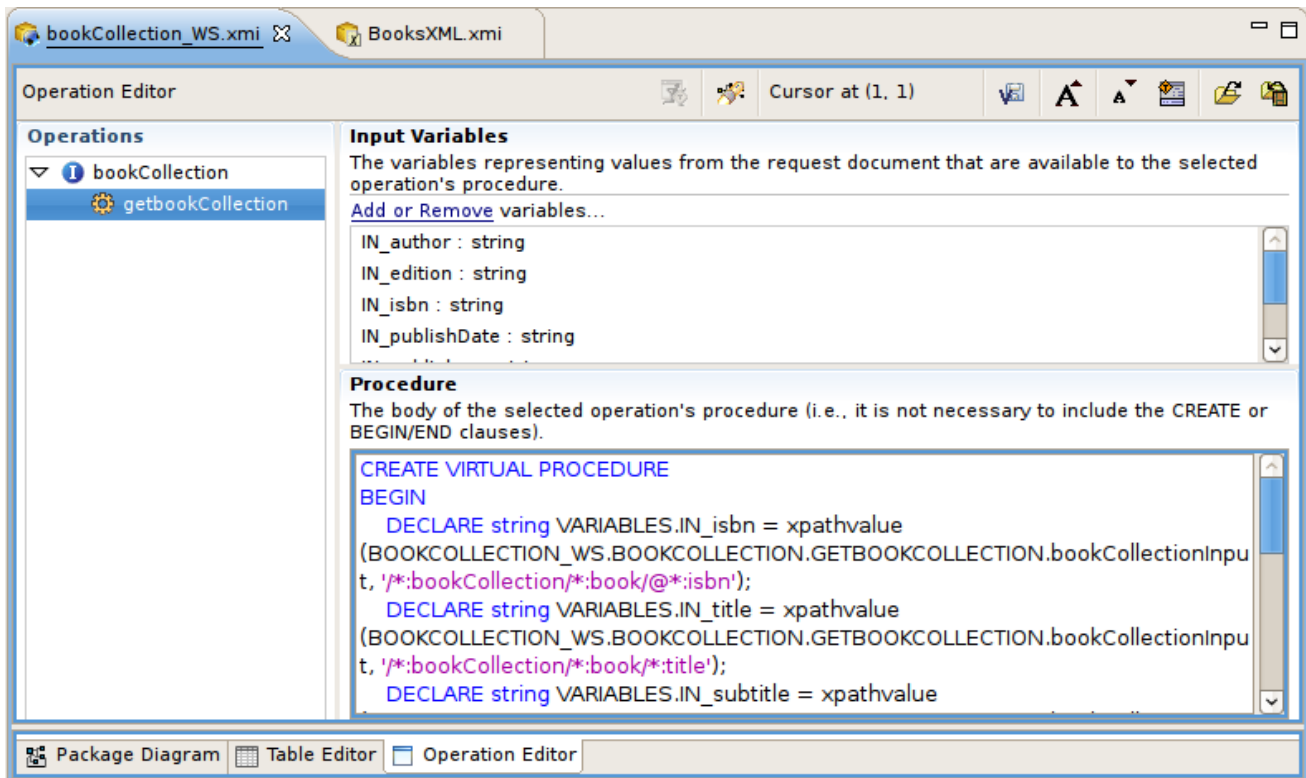 bookCollection_WS.xmi
BooksXML.xmi
Operation Editor
Cursor at (1, 1)
Operations
bookCollection
getbookCollection
Input Variables
The variables representing values from the request document that are available to the selected
operation's procedure.
Add or Remove variables...
IN_author : string
IN_edition : string
IN_isbn : string
IN_publishDate : string
Procedure
The body of the selected operation's procedure (i.e., it is not necessary to include the CREATE or
BEGIN/END clauses).
CREATE VIRTUAL PROCEDURE
BEGIN
DECLARE string VARIABLES.IN_isbn = xpathvalue
(BOOKCOLLECTION_WS.BOOKCOLLECTION.GETBOOKCOLLECTION.bookCollectionInpu
t, '/*:bookCollection/*:book/@*:isbn');
DECLARE string VARIABLES.IN_title = xpathvalue
(BOOKCOLLECTION_WS.BOOKCOLLECTION.GETBOOKCOLLECTION.bookCollectionInpu
t, '/*:bookCollection/*:book/*:title');
DECLARE string VARIABLES.IN_subtitle = xpathvalue
Package Diagram
Table Editor
Operation Editor